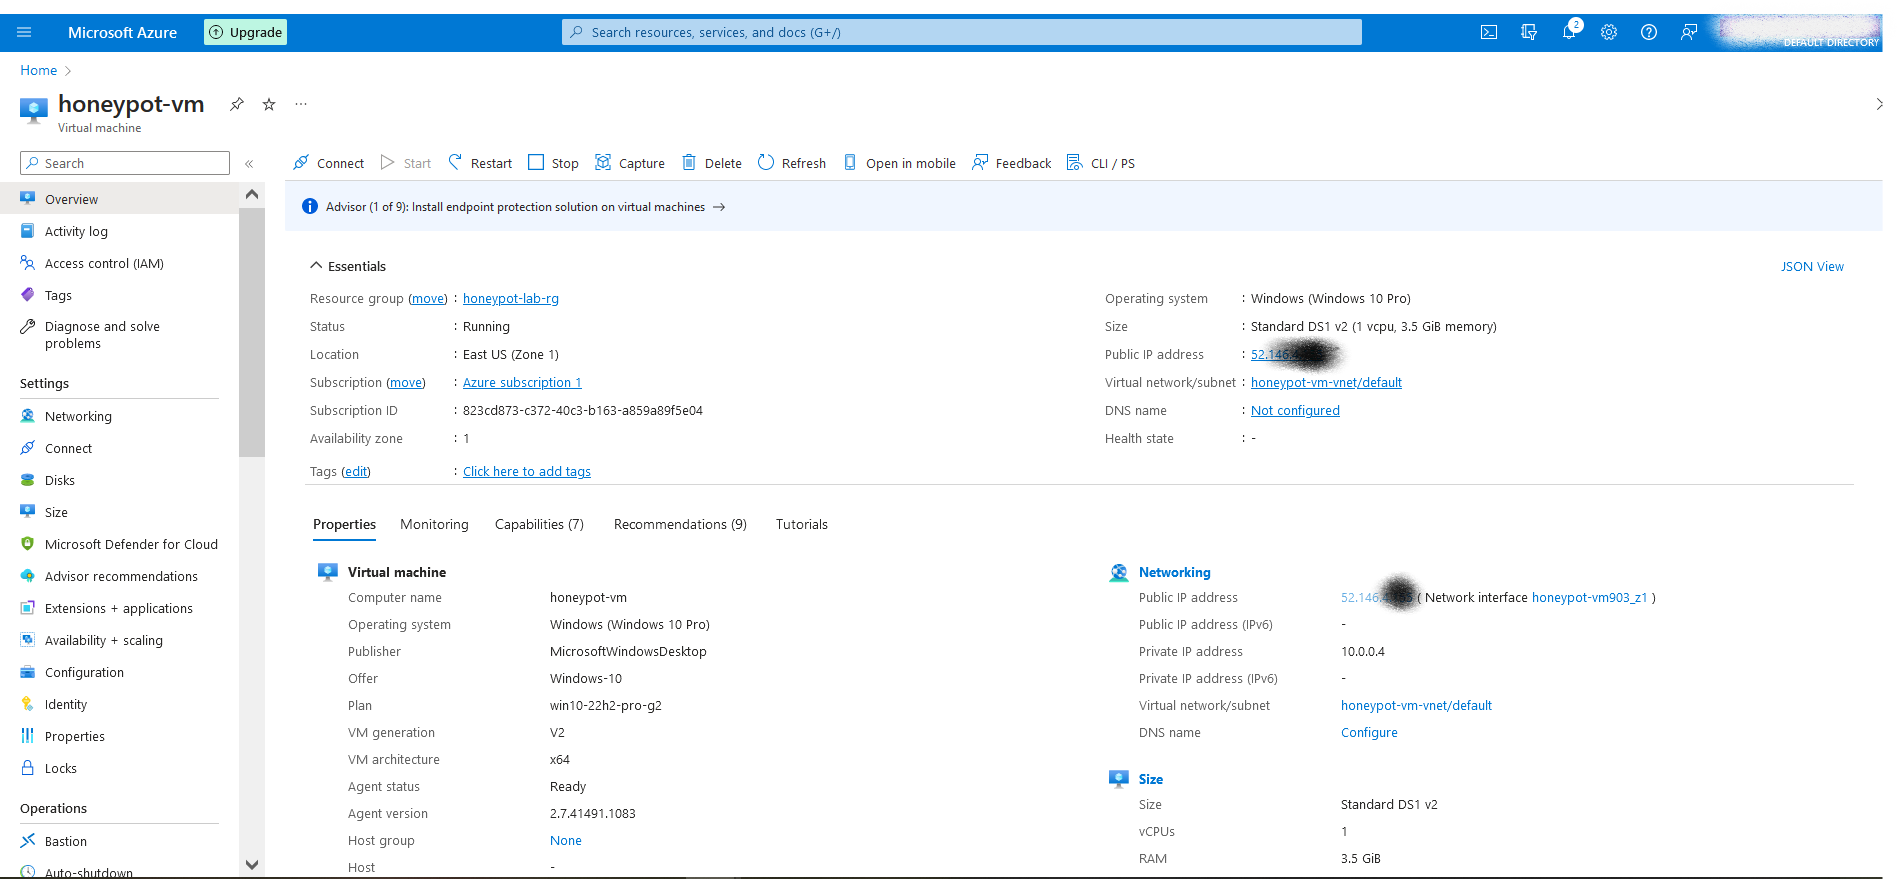 Microsoft Azure
Upgrade
Search resources, services, and docs (G+/)
2
DEFAULT DIRECTORY
Home
honeypot-vm
Virtual machine
Search
Connect Start Restart Stop Capture Delete Refresh Open in mobile Feedback CLI / PS
Overview
Activity log
Access control (IAM)
Tags
Diagnose and solve
problems
Settings
Networking
Connect
Disks
Size
Microsoft Defender for Cloud
Advisor recommendations
Extensions + applications
Availability + scaling
Configuration
Identity
Properties
Locks
Operations
Bastion
Auto-shutdown
Advisor (1 of 9): Install endpoint protection solution on virtual machines →
Essentials
JSON View
Resource group (move) : honeypot-lab-rg
Status : Running
Location : East US (Zone 1)
Subscription (move) : Azure subscription 1
Subscription ID : 823cd873-c372-40c3-b163-a859a89f5e04
Availability zone : 1
Tags (edit) : Click here to add tags
Operating system : Windows (Windows 10 Pro)
Size : Standard DS1 v2 (1 vcpu, 3.5 GiB memory)
Public IP address : 52.146.
Virtual network/subnet : honeypot-vm-vnet/default
DNS name : Not configured
Health state : -
Properties Monitoring Capabilities (7) Recommendations (9) Tutorials
Virtual machine
Computer name honeypot-vm
Operating system Windows (Windows 10 Pro)
Publisher MicrosoftWindowsDesktop
Offer Windows-10
Plan win10-22h2-pro-g2
VM generation V2
VM architecture x64
Agent status Ready
Agent version 2.7.41491.1083
Host group None
Host -
Networking
Public IP address 52.146. ( Network interface honeypot-vm903_z1 )
Public IP address (IPv6) -
Private IP address 10.0.0.4
Private IP address (IPv6) -
Virtual network/subnet honeypot-vm-vnet/default
DNS name Configure
Size
Size Standard DS1 v2
vCPUs 1
RAM 3.5 GiB